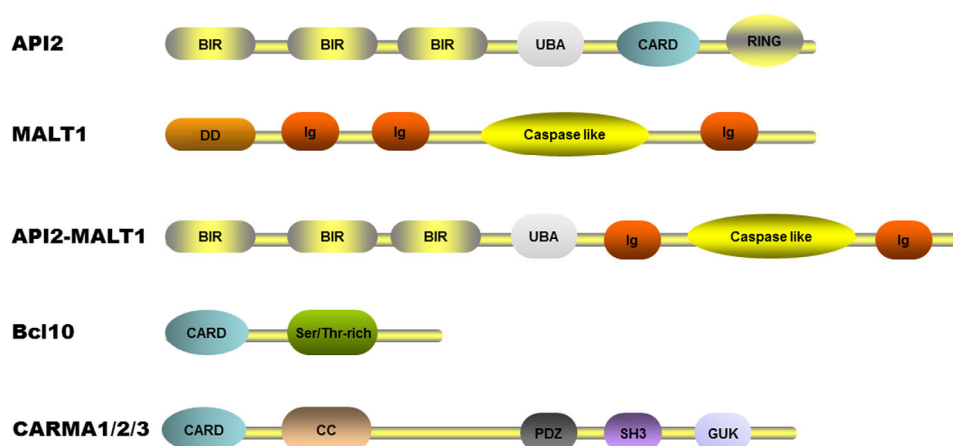 API2 BIR BIR BIR UBA CARD RING
MALT1 DD Ig Ig Caspase like Ig
API2-MALT1 BIR BIR BIR UBA Ig Caspase like Ig
Bcl10 CARD Ser/Thr-rich
CARMA1/2/3 CARD CC PDZ SH3 GUK